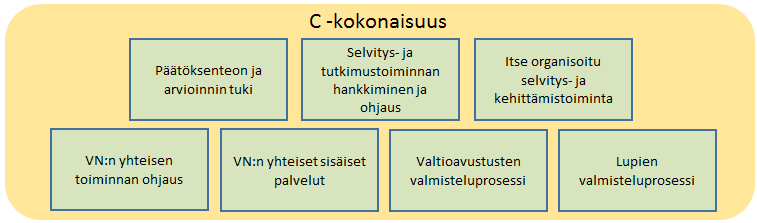 C -kokonaisuus
Päätöksenteon ja
arvioinnin tuki
Selvitys- ja
tutkimustoiminnan
hankkiminen ja
ohjaus
Itse organisoitu
selvitys- ja
kehittämistoiminta
VN:n yhteisen
toiminnan ohjaus
VN:n yhteiset sisäiset
palvelut
Valtioavustusten
valmisteluprosessi
Lupien
valmisteluprosessi